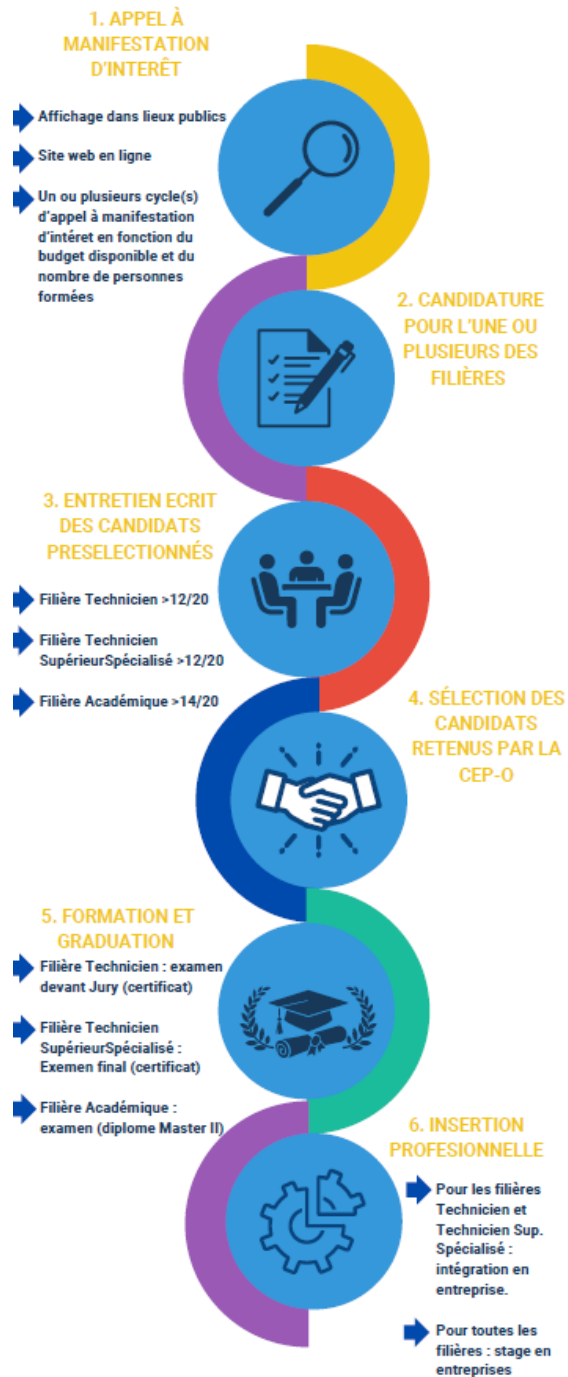 1. APPEL À
MANIFESTATION
D'INTERÊT
Affichage dans lieux publics
Site web en ligne
Un ou plusieurs cycle(s)
d'appel à manifestation
d'intéret en fonction du
budget disponible et du
nombre de personnes
formées
2. CANDIDATURE
POUR L'UNE OU
PLUSIEURS DES
FILIÈRES
3. ENTRETIEN ECRIT
DES CANDIDATS
PRESELECTIONNÉS
Filière Technicien >12/20
Filière Technicien
SupérieurSpécialisé >12/20
Filière Académique >14/20
4. SÉLECTION DES
CANDIDATS
RETENUS PAR LA
CEP-O
5. FORMATION ET
GRADUATION
Filière Technicien : examen
devant Jury (certificat)
Filière Technicien
SupérieurSpécialisé :
Exemen final (certificat)
Filière Académique :
examen (diplome Master II)
6. INSERTION
PROFESIONNELLE
Pour les filières
Technicien et
Technicien Sup.
Spécialisé :
intégration en
entreprise.
Pour toutes les
filières : stage en
entreprises